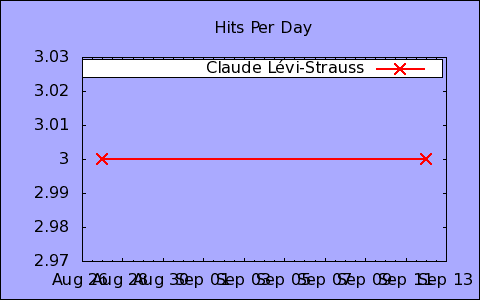 Hits Per Day
3.03
Claude Lévi-Strauss
3.02
3.01
3
2.99
2.98
2.97
Aug 26 Aug 28 Aug 30 Sep 01 Sep 03 Sep 05 Sep 07 Sep 09 Sep 11 Sep 13